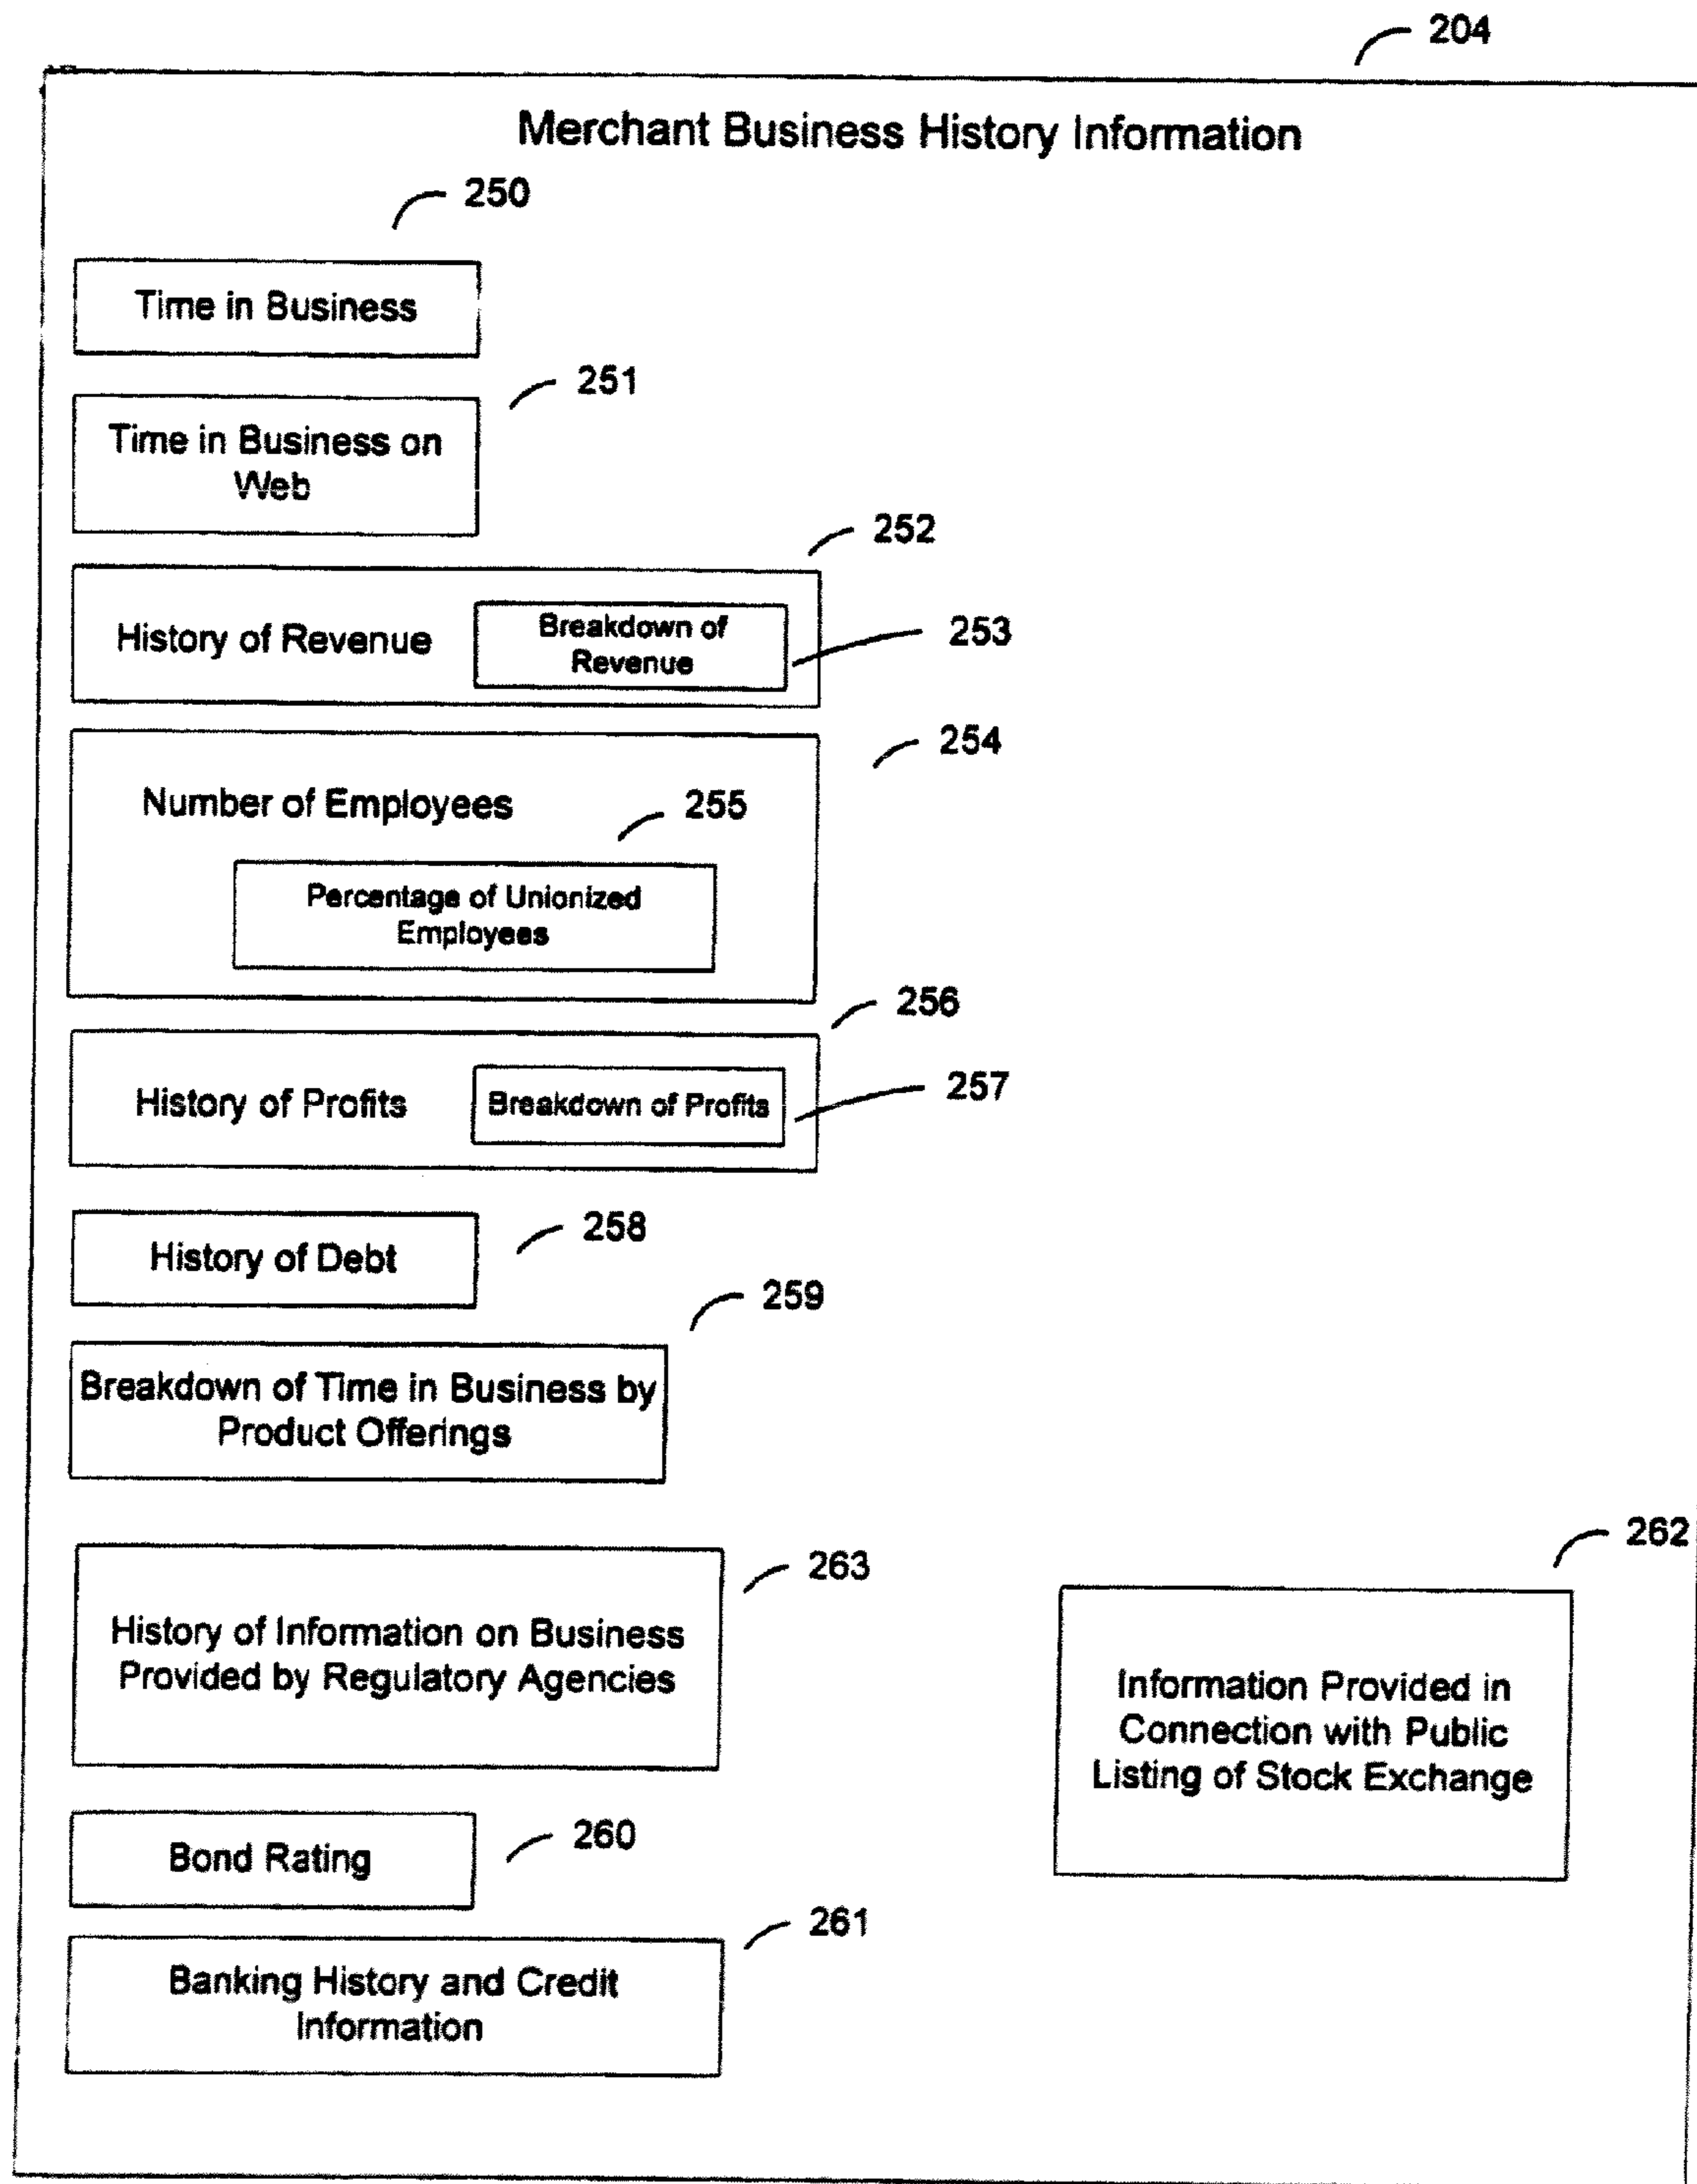 204
Merchant Business History Information
250
Time in Business
251
Time in Business on
Web
252
History of Revenue
Breakdown of
Revenue
253
254
Number of Employees
255
Percentage of Unionized
Employees
256
History of Profits
Breakdown of Profits
257
History of Debt
258
259
Breakdown of Time in Business by
Product Offerings
263
History of Information on Business
Provided by Regulatory Agencies
262
Information Provided in
Connection with Public
Listing of Stock Exchange
Bond Rating
260
261
Banking History and Credit
Information